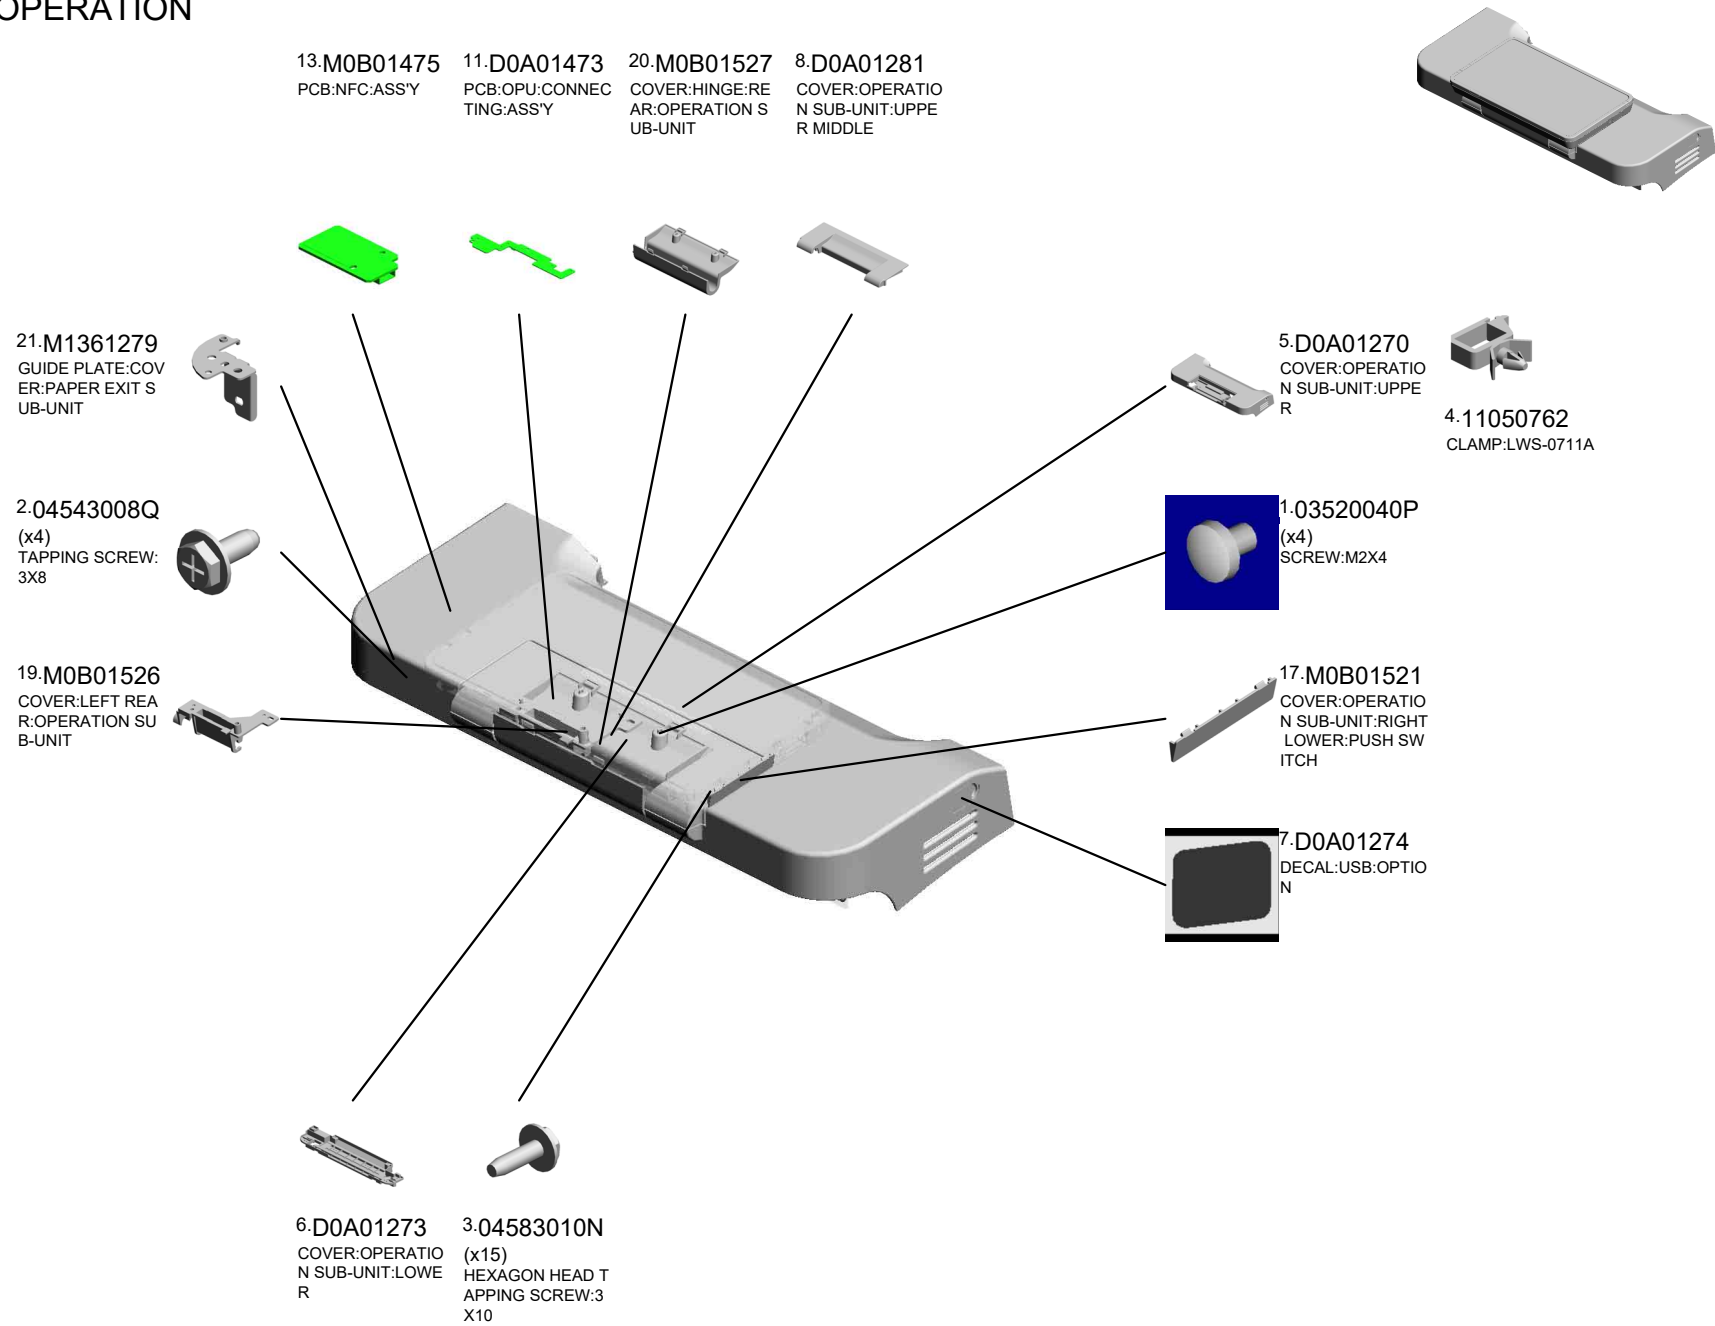 OPERATION
13.M0B01475
PCB:NFC:ASS'Y
11.D0A01473
PCB:OPU:CONNEC
TING:ASS'Y
20.M0B01527
COVER:HINGE:RE
AR:OPERATION S
UB-UNIT
8.D0A01281
COVER:OPERATIO
N SUB-UNIT:UPPE
R MIDDLE
21.M1361279
GUIDE PLATE:COV
ER:PAPER EXIT S
UB-UNIT
5.D0A01270
COVER:OPERATIO
N SUB-UNIT:UPPE
R
4.11050762
CLAMP:LWS-0711A
2.04543008Q
(x4)
TAPPING SCREW:
3X8
1.03520040P
(x4)
SCREW:M2X4
19.M0B01526
COVER:LEFT REA
R:OPERATION SU
B-UNIT
17.M0B01521
COVER:OPERATIO
N SUB-UNIT:RIGHT
LOWER:PUSH SW
ITCH
7.D0A01274
DECAL:USB:OPTIO
N
6.D0A01273
COVER:OPERATIO
N SUB-UNIT:LOWE
R
3.04583010N
(x15)
HEXAGON HEAD T
APPING SCREW:3
X10